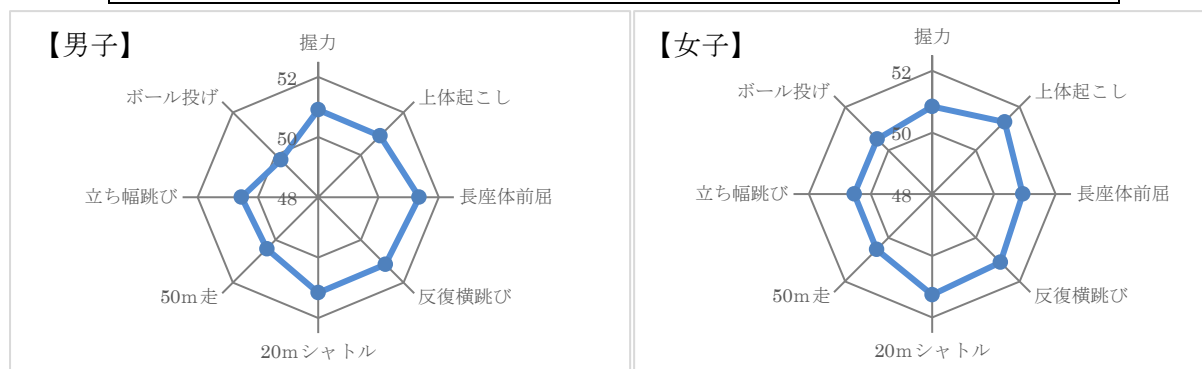 【男子】
握力
上体起こし
長座体前屈
反復横跳び
20mシャトル
50m走
立ち幅跳び
ボール投げ
52
50
48
【女子】
握力
上体起こし
長座体前屈
反復横跳び
20mシャトル
50m走
立ち幅跳び
ボール投げ
52
50
48